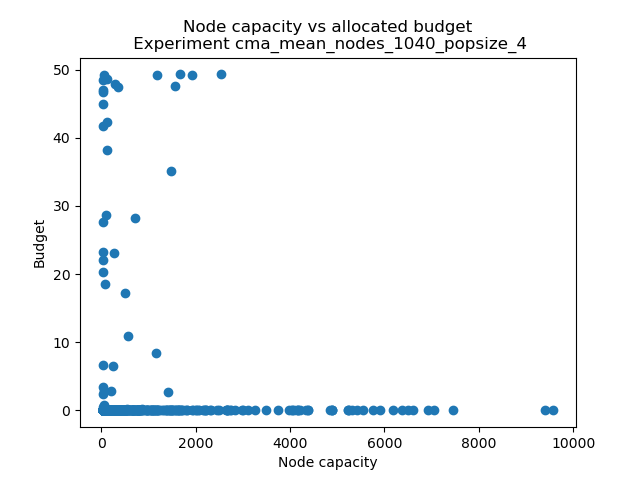 Node capacity vs allocated budget
Experiment cma_mean_nodes_1040_popsize_4
50
40
30
20
10
0
Budget
0 2000 4000 6000 8000 10000
Node capacity